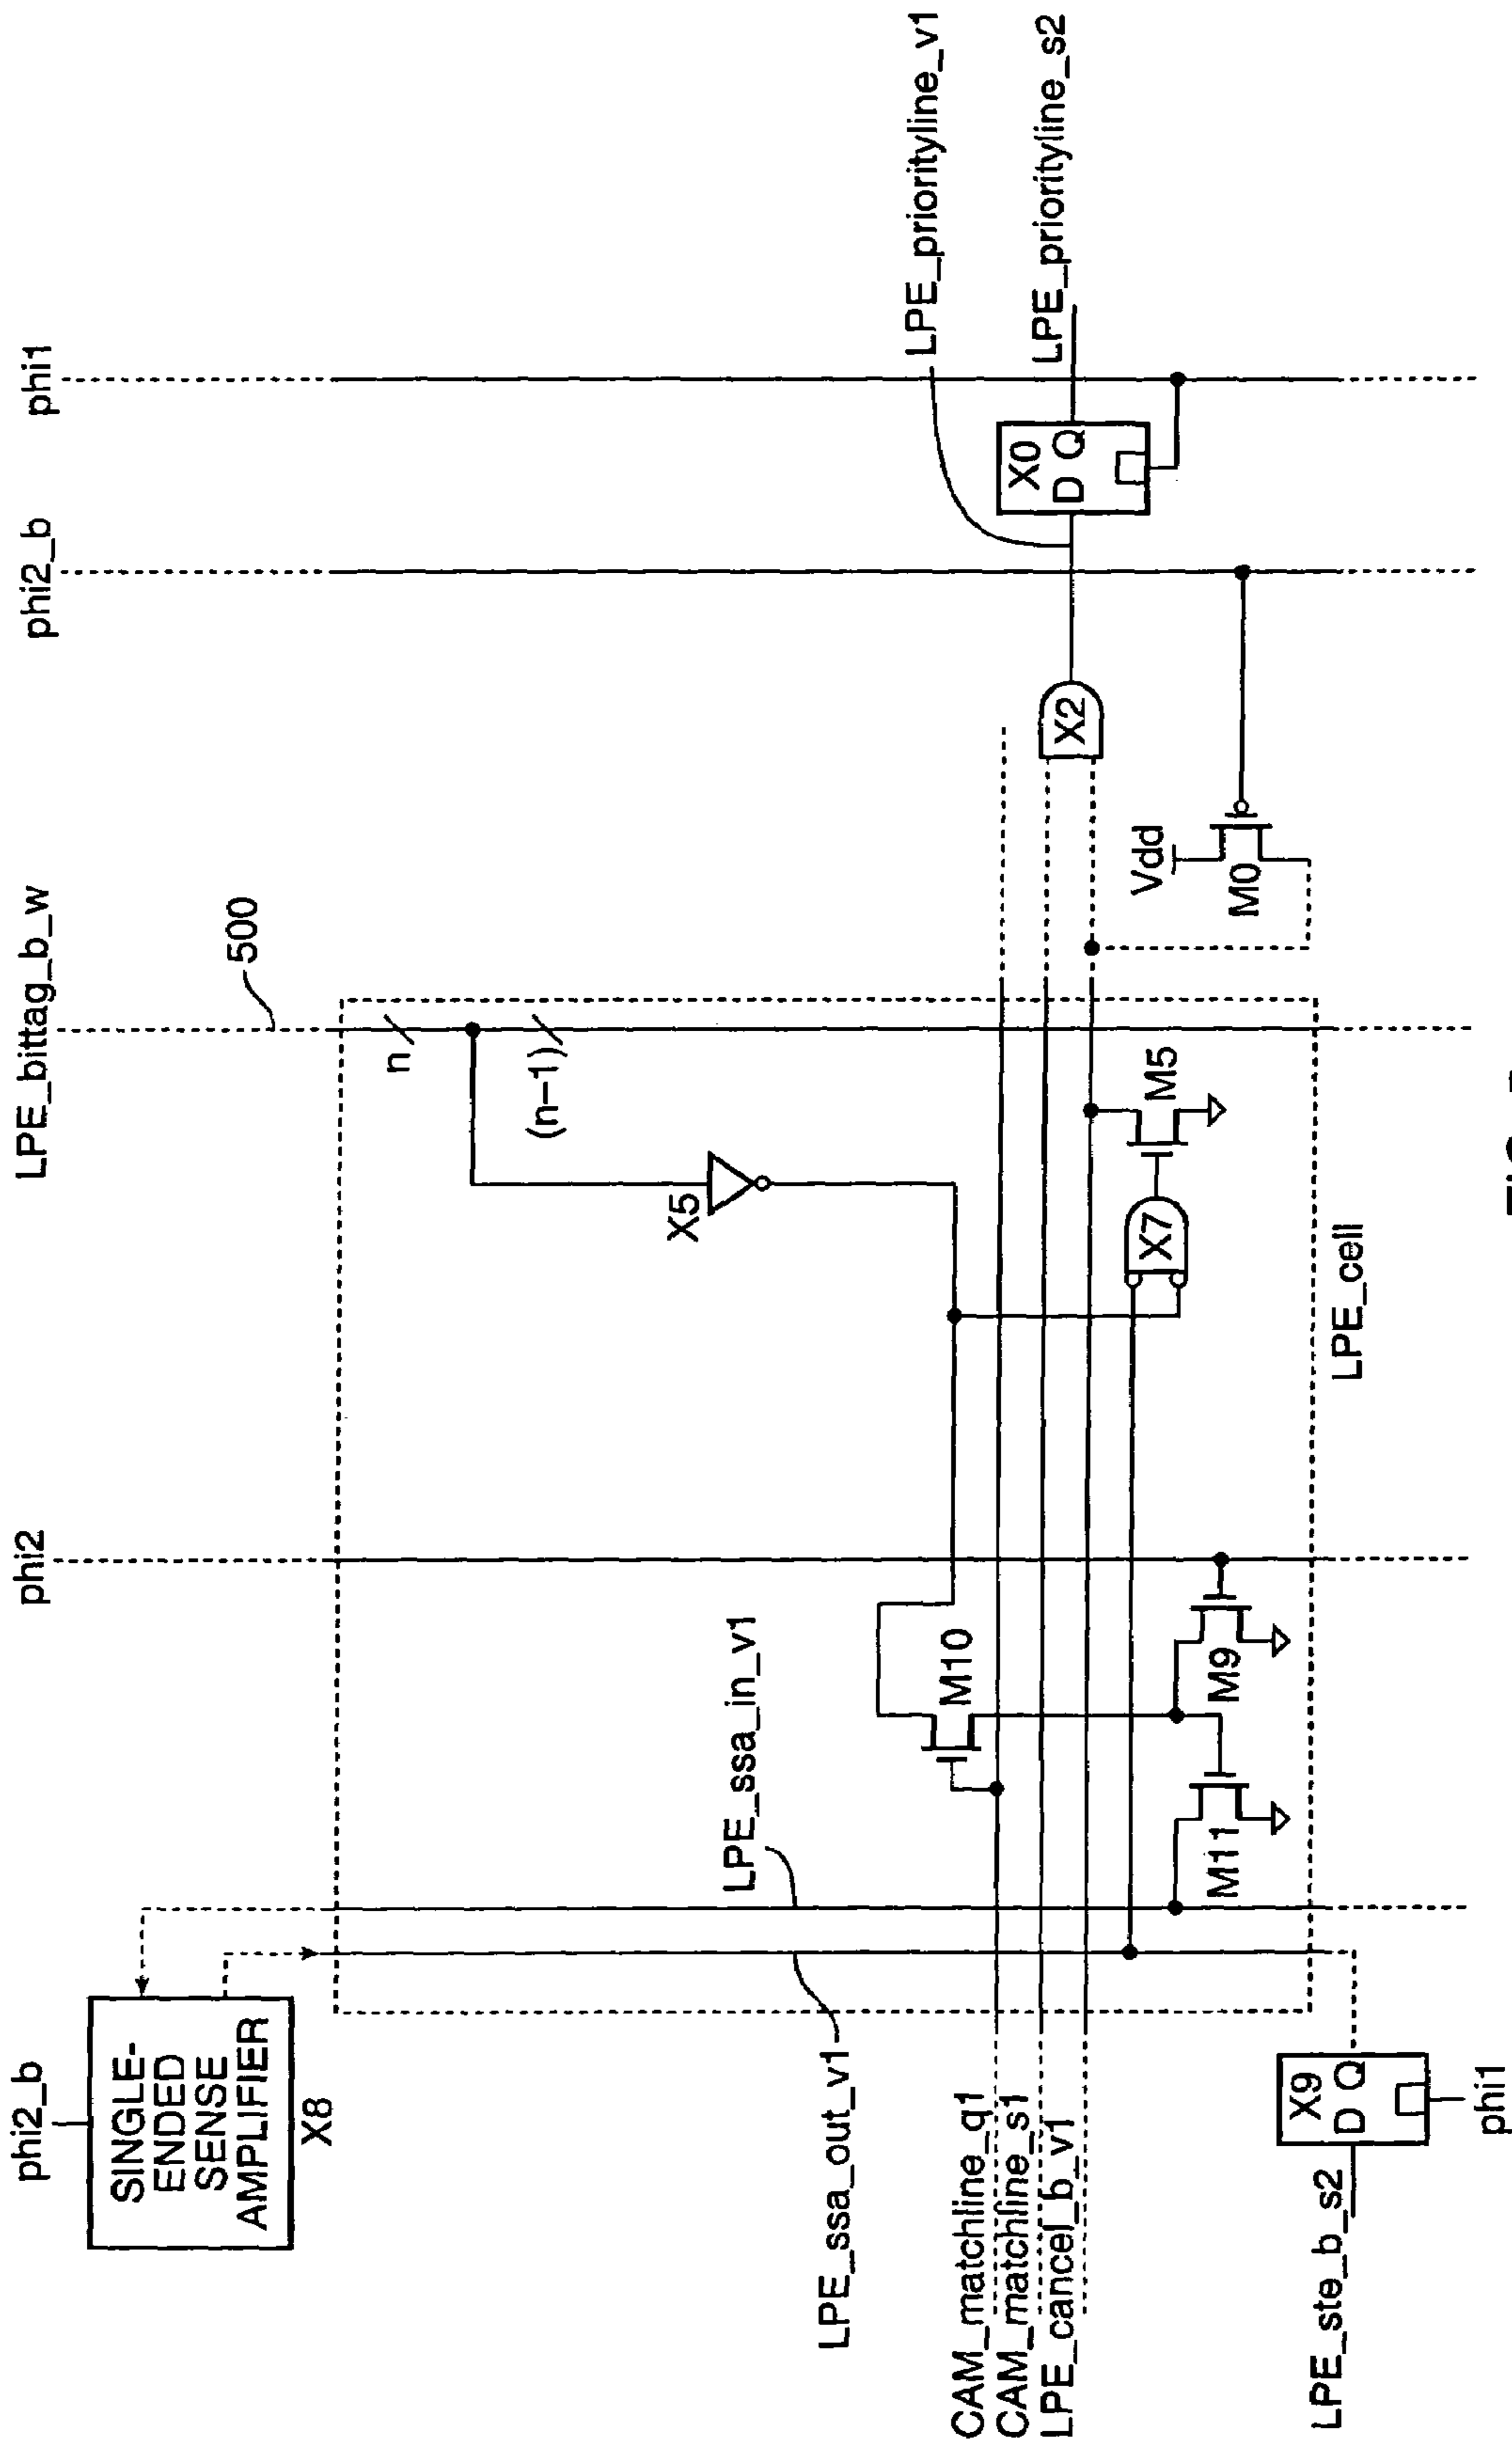 phi2_b
SINGLE-
ENDED
SENSE
AMPLIFIER
X8
phi2
LPE_bittag_b_w
500
phi2_b
phi1
n
(n–1)
X5
LPE_ssa_in_v1
LPE_ssa_out_v1
M10
CAM_matchline_q1
CAM_matchline_s1
LPE_cancel_b_v1
M11
M9
X7
M5
LPE_cell
X2
Vdd
M0
X0
D Q
LPE_priorityline_v1
LPE_priorityline_s2
LPE_ste_b_s2
X9
D Q
phi1